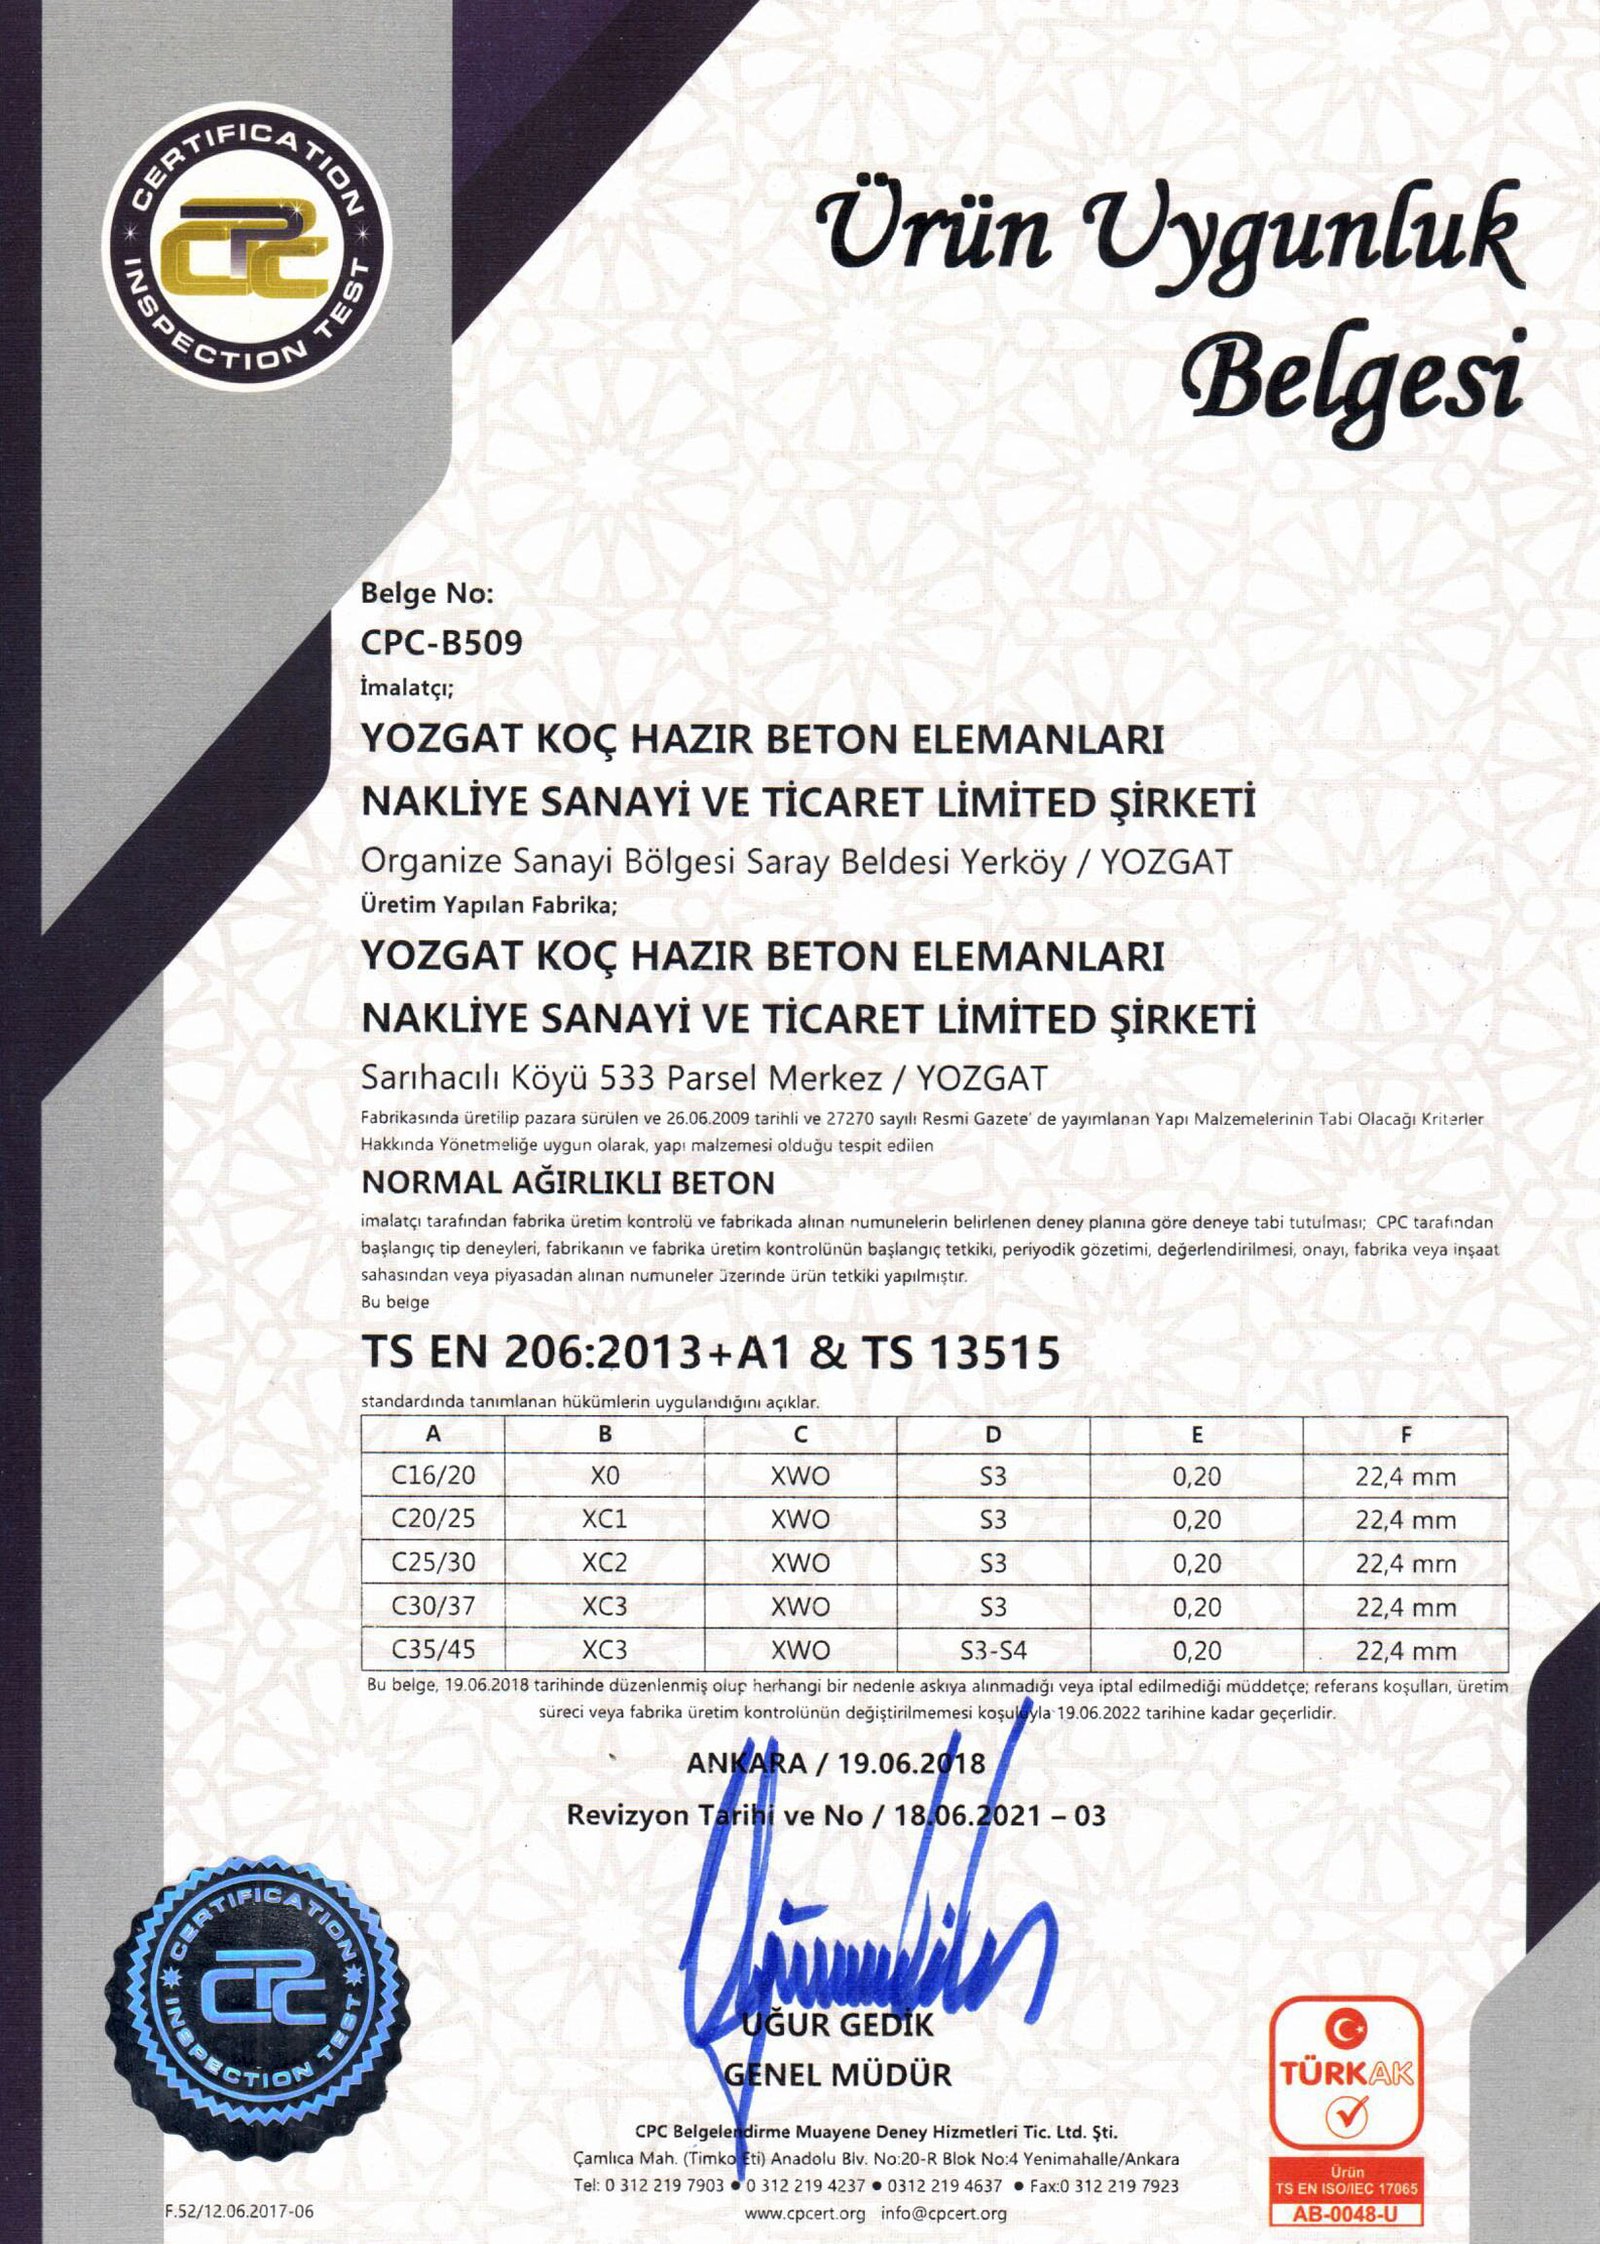 CERTIFICATION
CPC
INSPECTION TEST
Ürün Uygunluk
Belgesi
Belge No:
CPC-B509
İmalatçı;
YOZGAT KOÇ HAZIR BETON ELEMANLARI
NAKLİYE SANAYİ VE TİCARET LİMİTED ŞİRKETİ
Organize Sanayi Bölgesi Saray Beldesi Yerköy / YOZGAT
Üretim Yapılan Fabrika;
YOZGAT KOÇ HAZIR BETON ELEMANLARI
NAKLİYE SANAYİ VE TİCARET LİMİTED ŞİRKETİ
Sarıhacılı Köyü 533 Parsel Merkez / YOZGAT
Fabrikasında üretilip pazara sürülen ve 26.06.2009 tarihli ve 27270 sayılı Resmi Gazete' de yayımlanan Yapı Malzemelerinin Tabi Olacağı Kriterler
Hakkında Yönetmeliğe uygun olarak, yapı malzemesi olduğu tespit edilen
NORMAL AĞIRLIKLI BETON
imalatçı tarafından fabrika üretim kontrolü ve fabrikada alınan numunelerin belirlenen deney planına göre deneye tabi tutulması; CPC tarafından
başlangıç tip deneyleri, fabrikanın ve fabrika üretim kontrolünün başlangıç tetkiki, periyodik gözetimi, değerlendirilmesi, onayı, fabrika veya inşaat
sahasından veya piyasadan alınan numuneler üzerinde ürün tetkiki yapılmıştır.
Bu belge
TS EN 206:2013+A1 & TS 13515
standardında tanımlanan hükümlerin uygulandığını açıklar.
A B C D E F
C16/20 X0 XWO S3 0,20 22,4 mm
C20/25 XC1 XWO S3 0,20 22,4 mm
C25/30 XC2 XWO S3 0,20 22,4 mm
C30/37 XC3 XWO S3 0,20 22,4 mm
C35/45 XC3 XWO S3-S4 0,20 22,4 mm
Bu belge, 19.06.2018 tarihinde düzenlenmiş olup herhangi bir nedenle askıya alınmadığı veya iptal edilmediği müddetçe; referans koşulları, üretim
süreci veya fabrika üretim kontrolünün değiştirilmemesi koşuluyla 19.06.2022 tarihine kadar geçerlidir.
ANKARA / 19.06.2018
Revizyon Tarihi ve No / 18.06.2021 – 03
UĞUR GEDİK
GENEL MÜDÜR
CERTIFICATION
CPC
INSPECTION TEST
TÜRKAK
Ürün
TS EN ISO/IEC 17065
AB-0048-U
CPC Belgelendirme Muayene Deney Hizmetleri Tic. Ltd. Şti.
Çamlıca Mah. (Timko Eti) Anadolu Blv. No:20-R Blok No:4 Yenimahalle/Ankara
Tel: 0 312 219 7903 ● 0 312 219 4237 ● 0312 219 4637 ● Fax:0 312 219 7923
www.cpcert.org info@cpcert.org
F.52/12.06.2017-06